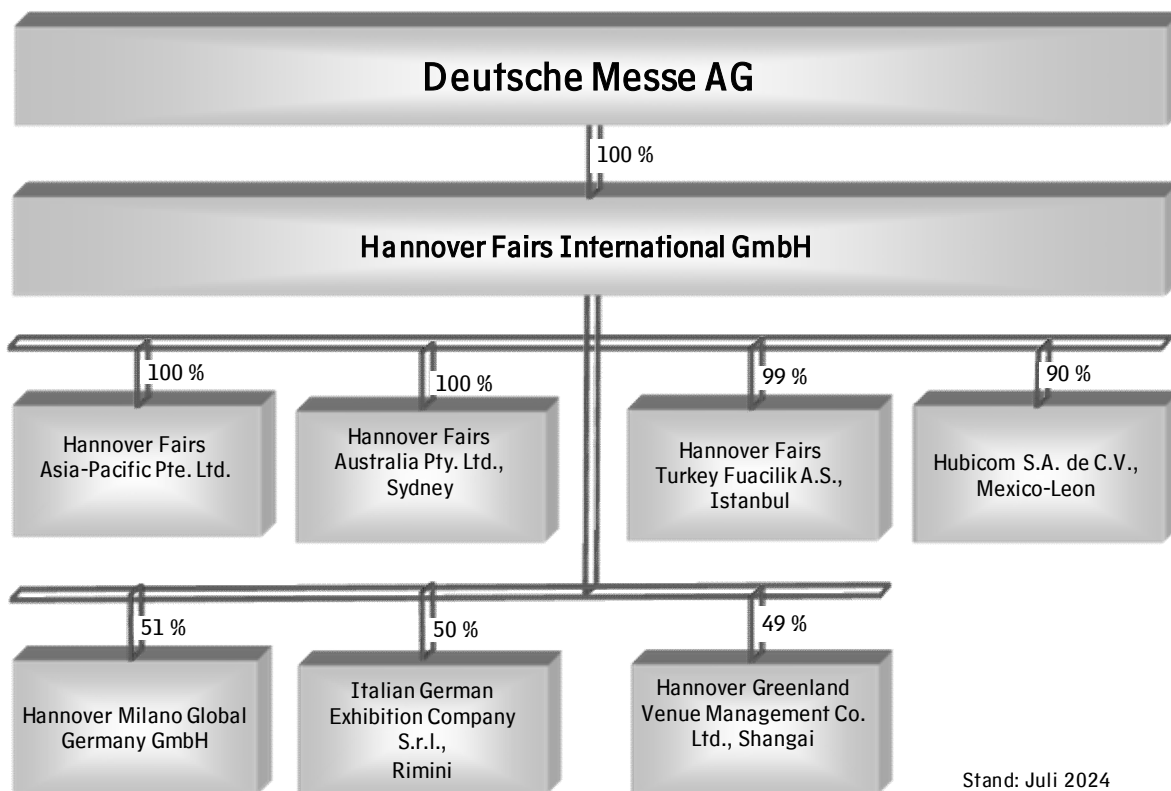 Deutsche Messe AG
100 %
Hannover Fairs International GmbH
100 %
100 %
99 %
90 %
Hannover Fairs
Asia-Pacific Pte. Ltd.
Hannover Fairs
Australia Pty. Ltd.,
Sydney
Hannover Fairs
Turkey Fuacilik A.S.,
Istanbul
Hubicom S.A. de C.V.,
Mexico-Leon
51 %
50 %
49 %
Hannover Milano Global
Germany GmbH
Italian German
Exhibition Company
S.r.l.,
Rimini
Hannover Greenland
Venue Management Co.
Ltd., Shangai
Stand: Juli 2024